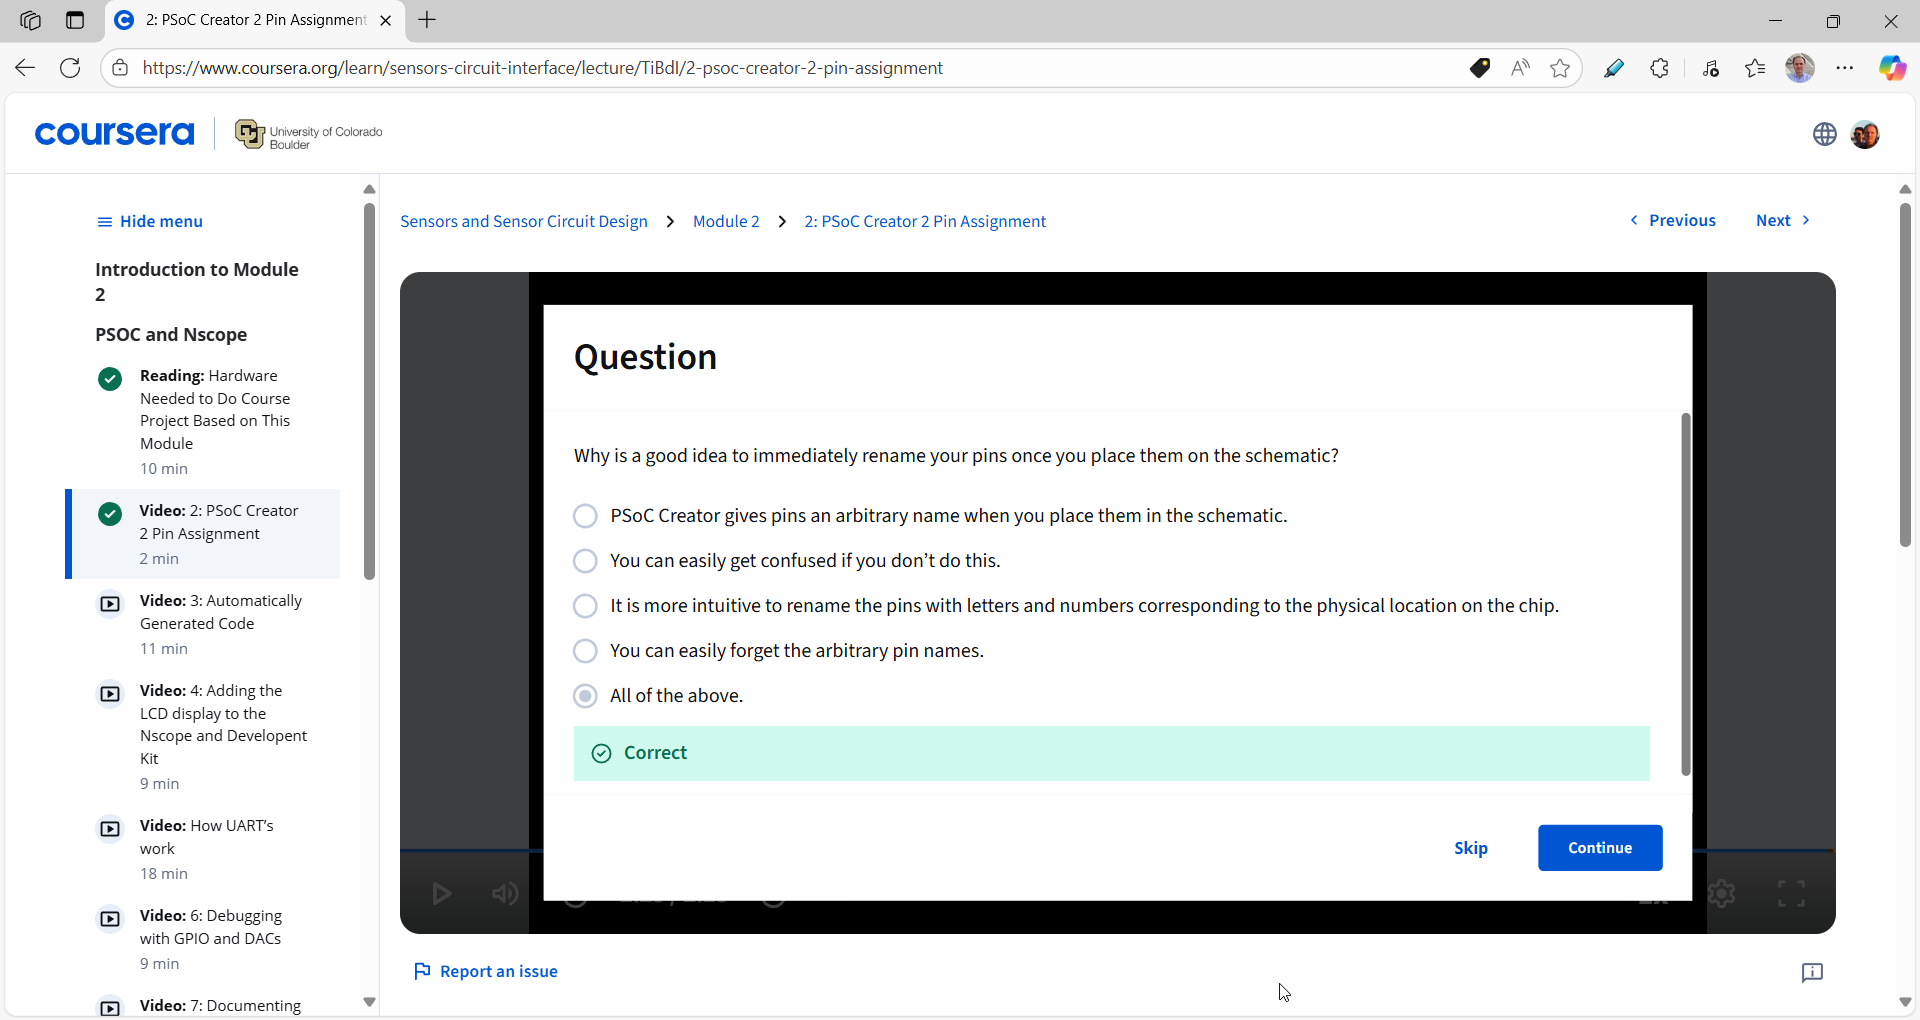 2: PSoC Creator 2 Pin Assignment
https://www.coursera.org/learn/sensors-circuit-interface/lecture/TiBdI/2-psoc-creator-2-pin-assignment
coursera
University of Colorado
Boulder
Hide menu
Introduction to Module
2
PSOC and Nscope
Reading: Hardware
Needed to Do Course
Project Based on This
Module
10 min
Video: 2: PSoC Creator
2 Pin Assignment
2 min
Video: 3: Automatically
Generated Code
11 min
Video: 4: Adding the
LCD display to the
Nscope and Developent
Kit
9 min
Video: How UART’s
work
18 min
Video: 6: Debugging
with GPIO and DACs
9 min
Video: 7: Documenting
Sensors and Sensor Circuit Design > Module 2 > 2: PSoC Creator 2 Pin Assignment
Previous
Next
Question
Why is a good idea to immediately rename your pins once you place them on the schematic?
PSoC Creator gives pins an arbitrary name when you place them in the schematic.
You can easily get confused if you don’t do this.
It is more intuitive to rename the pins with letters and numbers corresponding to the physical location on the chip.
You can easily forget the arbitrary pin names.
All of the above.
Correct
Skip
Continue
Report an issue